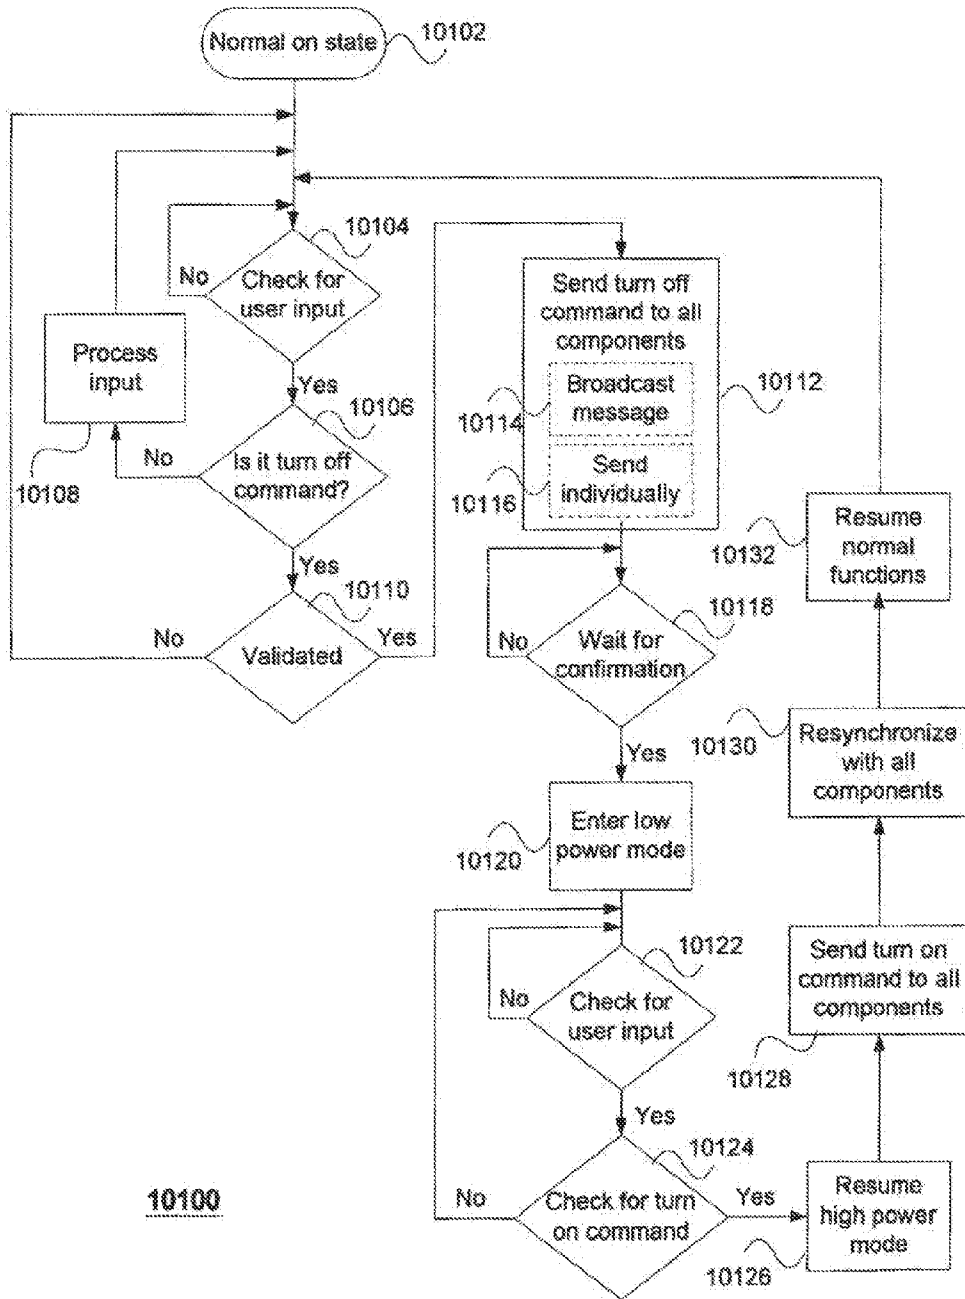 Normal on state
10102
10104
No
Check for
user input
Process
input
10108
Yes
10106
No
Is it turn off
command?
Yes
10110
No
Validated
Yes
Send turn off
command to all
components
10112
Broadcast
message
10114
Send
individually
10116
10118
No
Wait for
confirmation
Yes
Enter low
power mode
10120
10122
No
Check for
user input
Yes
10124
No
Check for turn
on command
Yes
Resume
high power
mode
10126
Send turn on
command to all
components
10128
Resynchronize
with all
components
10130
Resume
normal
functions
10132
10100